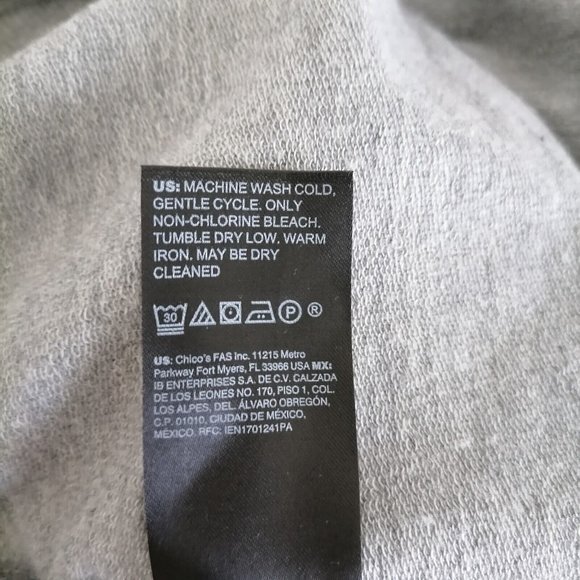 US: MACHINE WASH COLD,
GENTLE CYCLE. ONLY
NON-CHLORINE BLEACH.
TUMBLE DRY LOW. WARM
IRON. MAY BE DRY
CLEANED
30 P ®
US: Chico's FAS Inc. 11215 Metro
Parkway Fort Myers, FL 33966 USA MX:
IB ENTERPRISES S.A. DE C.V. CALZADA
DE LOS LEONES NO. 170, PISO 1, COL.
LOS ALPES, DEL. ÁLVARO OBREGÓN,
C.P. 01010, CIUDAD DE MÉXICO,
MÉXICO. RFC: IEN1701241PA